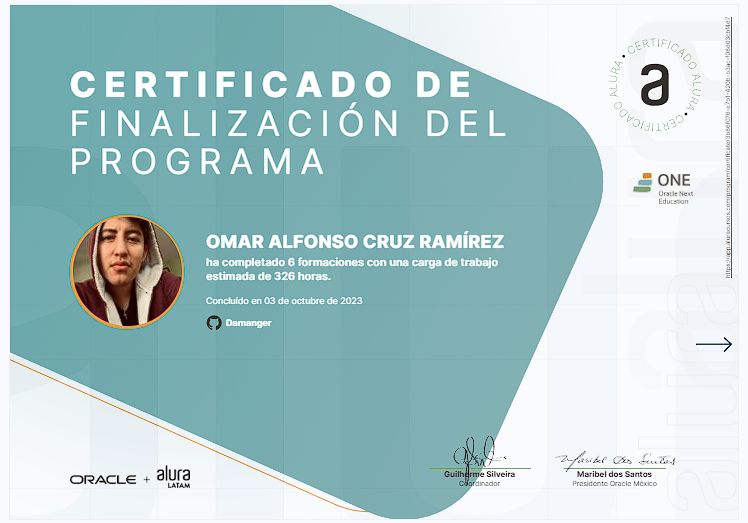 CERTIFICADO DE
FINALIZACIÓN DEL
PROGRAMA
OMAR ALFONSO CRUZ RAMÍREZ
ha completado 6 formaciones con una carga de trabajo
estimada de 326 horas.
Concluído en 03 de octubre de 2023
Damanger
ORACLE + alura
LATAM
Guilherme Silveira
Coordinador
Maribel dos Santos
Presidente Oracle México
CERTIFICADO ALURA • CERTIFICADO ALURA •
a
ONE
Oracle Next
Education
alura